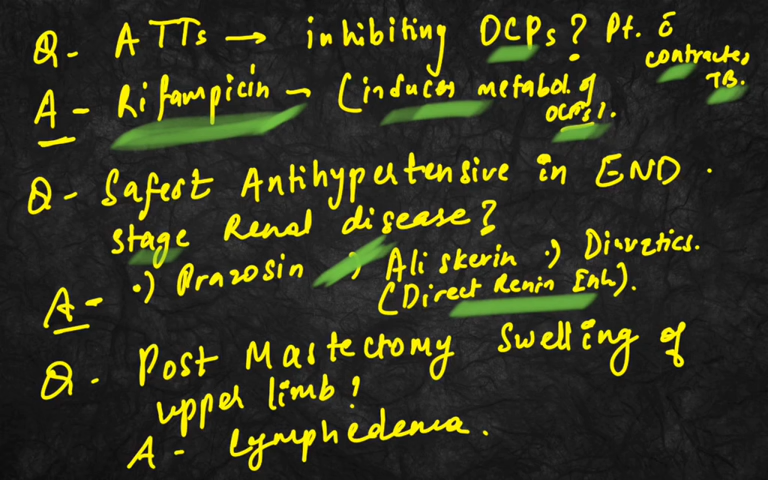 Q- ATTs → inhibiting OCPs? Pt. c̄
contractes TB.
A- Rifampicin → (induces metabol. of
OCPs).
Q- Safest Antihypertensive in END
stage Renal disease?
A- •) Prazosin •) Aliskerin •) Diuretics.
(Direct Renin Inh).
Q. Post Mastectomy swelling of
upper limb?
A- Lymphedema.